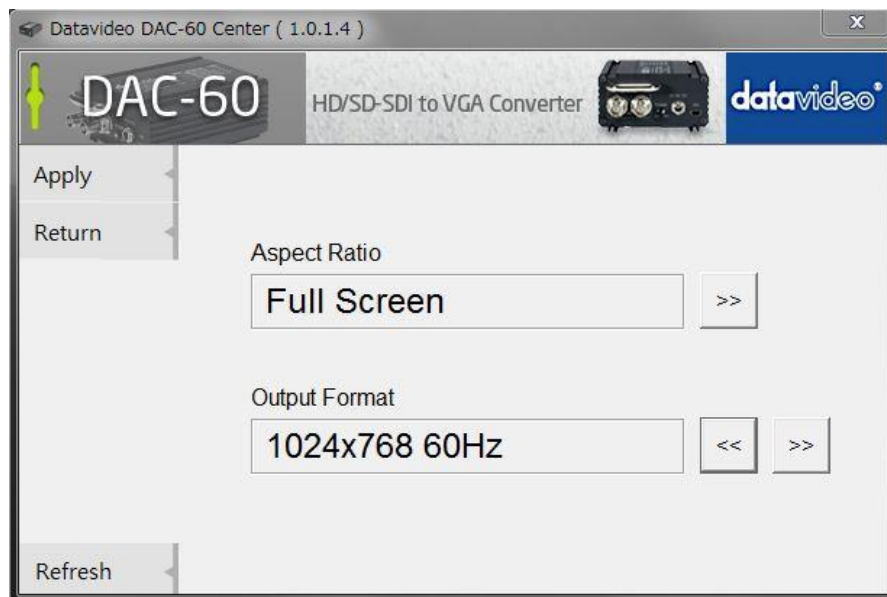 Datavideo DAC-60 Center ( 1.0.1.4 )
x
DAC-60
HD/SD-SDI to VGA Converter
datavideo®
Apply
Return
Aspect Ratio
Full Screen
>>
Output Format
1024x768 60Hz
<<
>>
Refresh